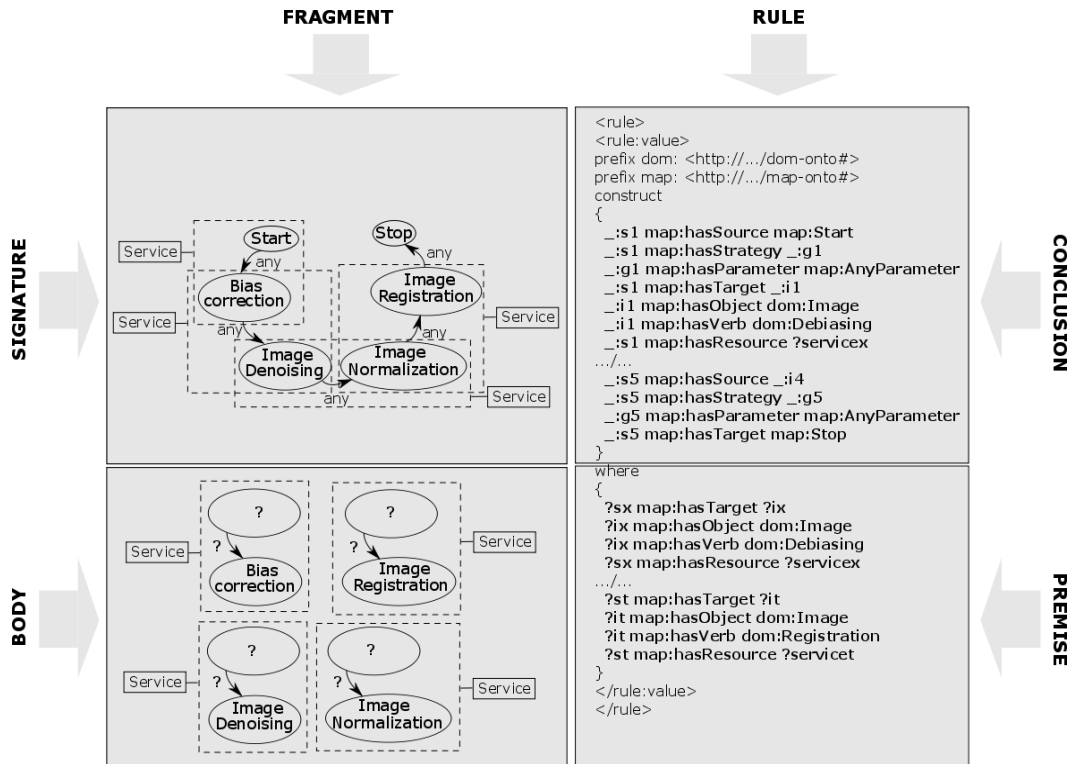 FRAGMENT
RULE
SIGNATURE
BODY
CONCLUSION
PREMISE
Start
any
Stop
any
Service
Bias
correction
Image
Registration
Service
any
any
Service
Image
Denoising
Image
Normalization
any
Service
?
?
?
?
Service
Service
Bias
correction
Image
Registration
?
?
?
?
Service
Service
Image
Denoising
Image
Normalization
<rule>
<rule:value>
prefix dom: <http://.../dom-onto#>
prefix map: <http://.../map-onto#>
construct
{
_:s1 map:hasSource map:Start
_:s1 map:hasStrategy _:g1
_:g1 map:hasParameter map:AnyParameter
_:s1 map:hasTarget _:i1
_:i1 map:hasObject dom:Image
_:i1 map:hasVerb dom:Debiasing
_:s1 map:hasResource ?servicex
.../...
_:s5 map:hasSource _:i4
_:s5 map:hasStrategy _:g5
_:g5 map:hasParameter map:AnyParameter
_:s5 map:hasTarget map:Stop
}
where
{
?sx map:hasTarget ?ix
?ix map:hasObject dom:Image
?ix map:hasVerb dom:Debiasing
?sx map:hasResource ?servicex
.../...
?st map:hasTarget ?it
?it map:hasObject dom:Image
?it map:hasVerb dom:Registration
?st map:hasResource ?servicet
}
</rule:value>
</rule>